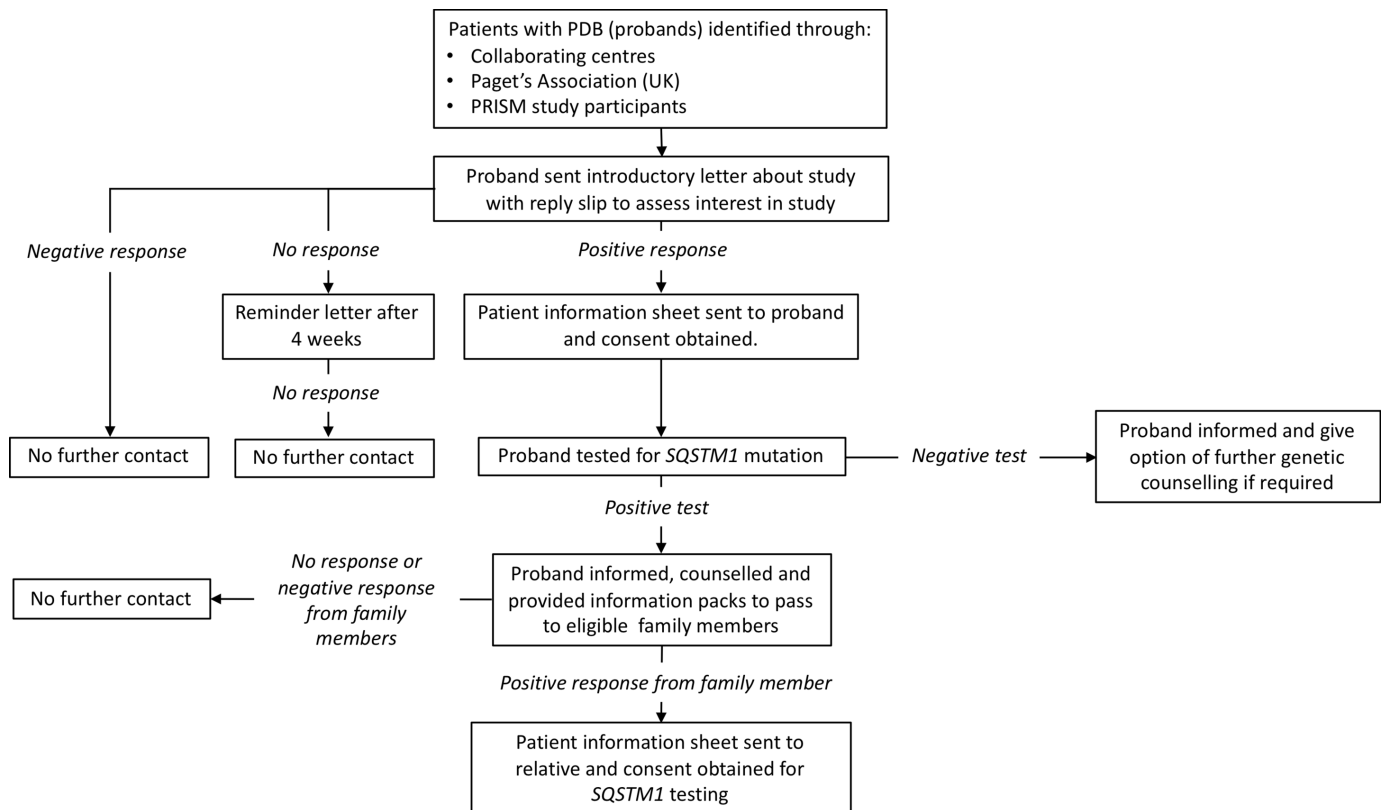 Patients with PDB (probands) identified through:
• Collaborating centres
• Paget’s Association (UK)
• PRISM study participants
Proband sent introductory letter about study
with reply slip to assess interest in study
Negative response
No response
Positive response
Reminder letter after
4 weeks
Patient information sheet sent to proband
and consent obtained.
No response
No further contact
No further contact
Proband tested for SQSTM1 mutation
Negative test
Proband informed and give
option of further genetic
counselling if required
Positive test
No further contact
No response or
negative response
from family
members
Proband informed, counselled and
provided information packs to pass
to eligible family members
Positive response from family member
Patient information sheet sent to
relative and consent obtained for
SQSTM1 testing